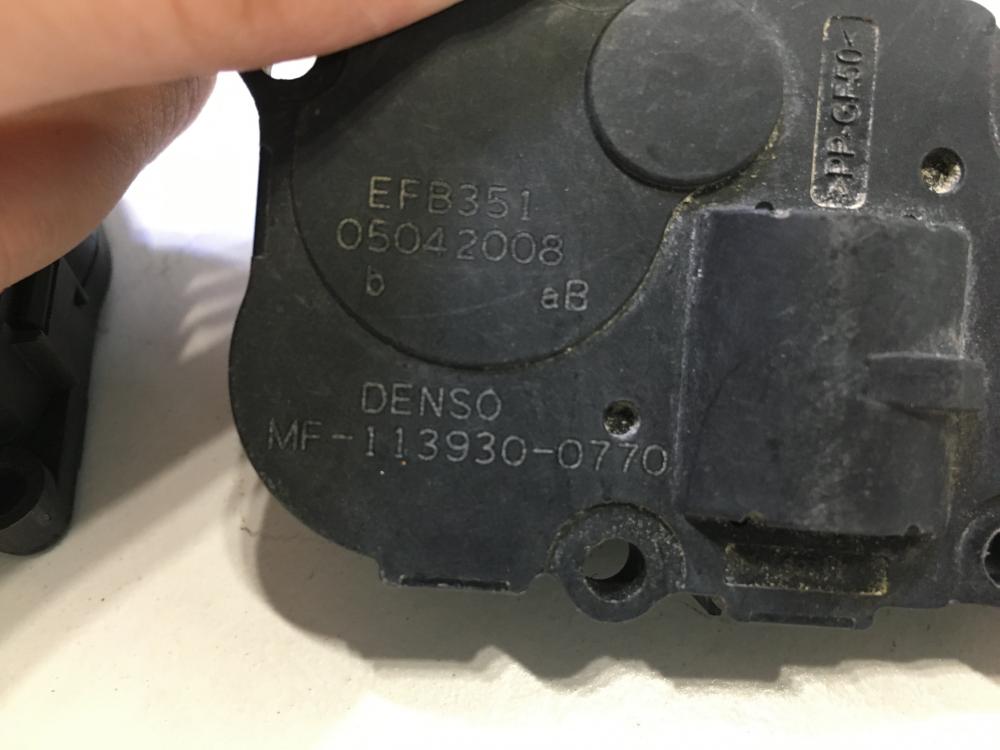 EFB351
05042008
b aB
DENSO
MF-113930-0770
>PP-GF50<